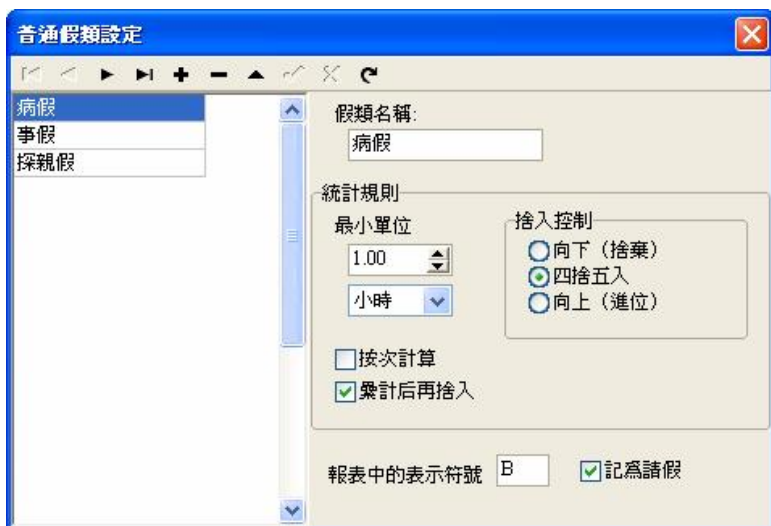 普通假類設定
病假
事假
探親假
假類名稱:
病假
統計規則
最小單位
1.00
小時
捨入控制
向下（捨棄）
四捨五入
向上（進位）
按次計算
纍計后再捨入
報表中的表示符號 B
記爲請假